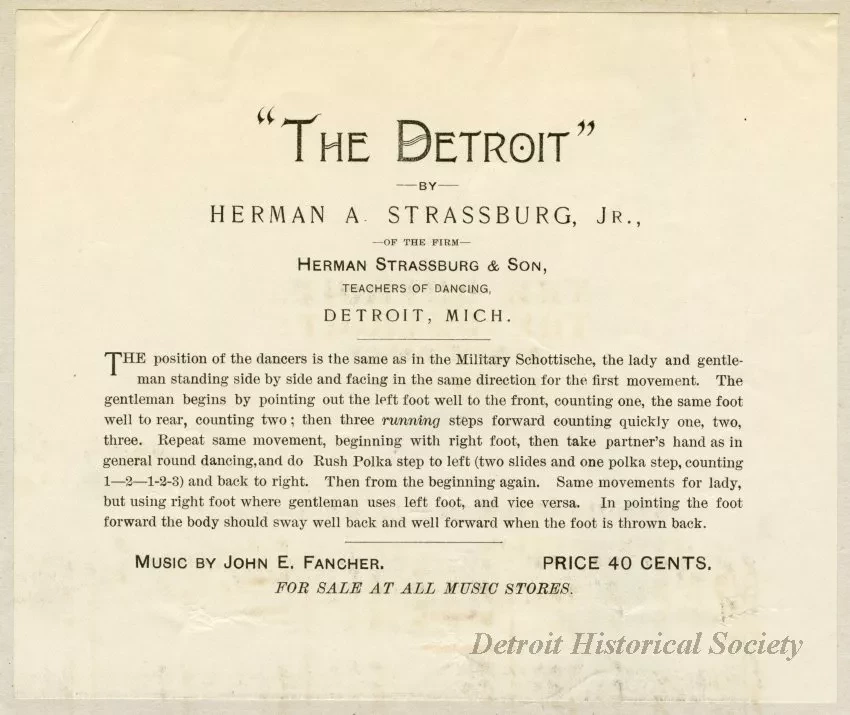 "THE DETROIT"
—BY—
HERMAN A. STRASSBURG, JR.,
—OF THE FIRM—
HERMAN STRASSBURG & SON,
TEACHERS OF DANCING,
DETROIT, MICH.
THE position of the dancers is the same as in the Military Schottische, the lady and gentle-
man standing side by side and facing in the same direction for the first movement. The
gentleman begins by pointing out the left foot well to the front, counting one, the same foot
well to rear, counting two; then three running steps forward counting quickly one, two,
three. Repeat same movement, beginning with right foot, then take partner's hand as in
general round dancing,and do Rush Polka step to left (two slides and one polka step, counting
1—2—1-2-3) and back to right. Then from the beginning again. Same movements for lady,
but using right foot where gentleman uses left foot, and vice versa. In pointing the foot
forward the body should sway well back and well forward when the foot is thrown back.
MUSIC BY JOHN E. FANCHER. PRICE 40 CENTS.
FOR SALE AT ALL MUSIC STORES.
Detroit Historical Society